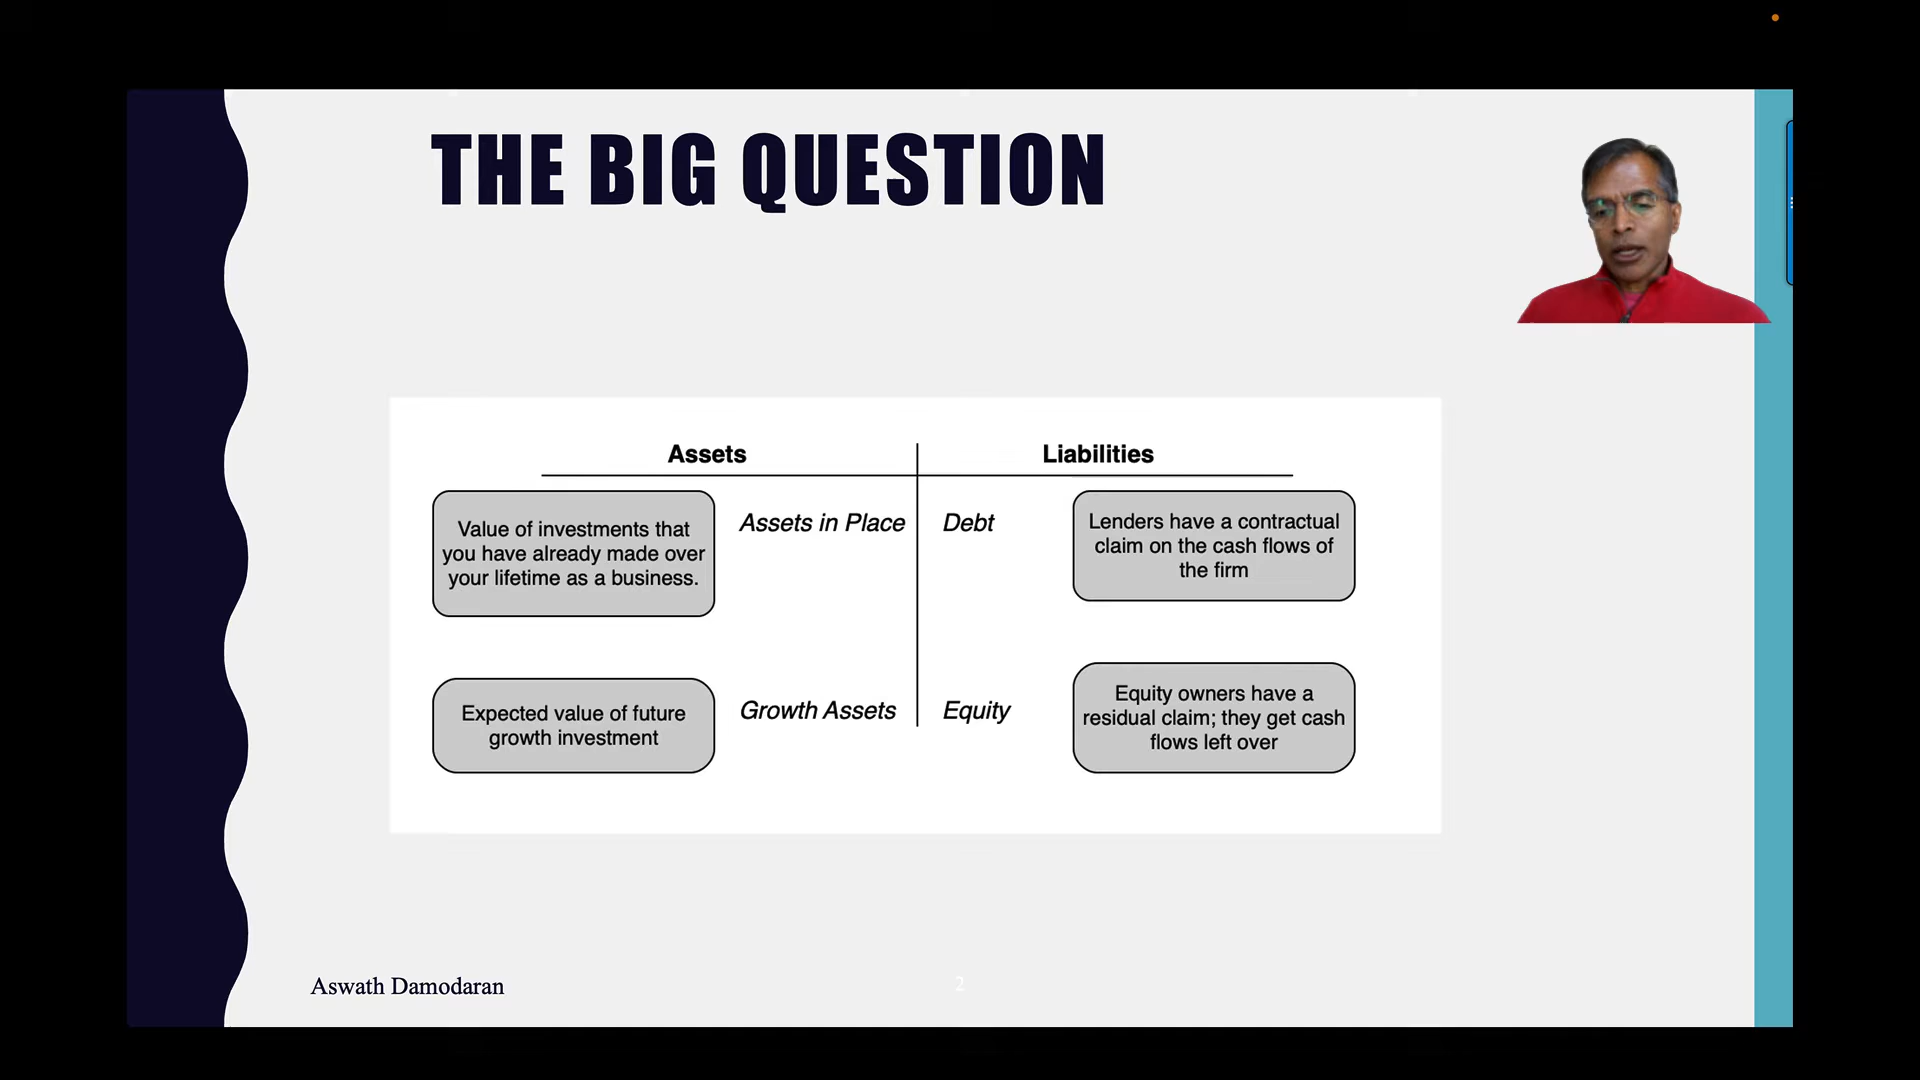 THE BIG QUESTION
Assets
Liabilities
Value of investments that
you have already made over
your lifetime as a business.
Assets in Place
Debt
Lenders have a contractual
claim on the cash flows of
the firm
Expected value of future
growth investment
Growth Assets
Equity
Equity owners have a
residual claim; they get cash
flows left over
Aswath Damodaran
2